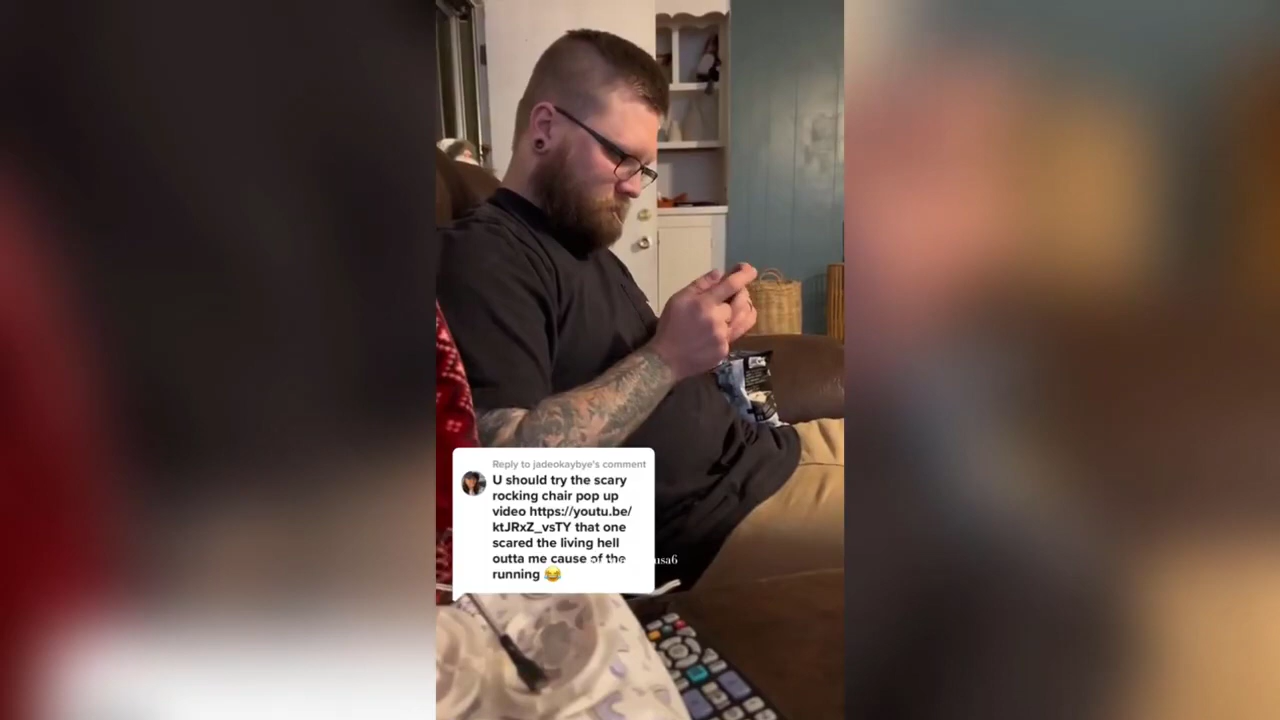 Reply to jadeokaybye's comment
U should try the scary
rocking chair pop up
video https://youtu.be/
ktJRxZ_vsTY that one
scared the living hell
outta me cause of the
running 😂
usa6